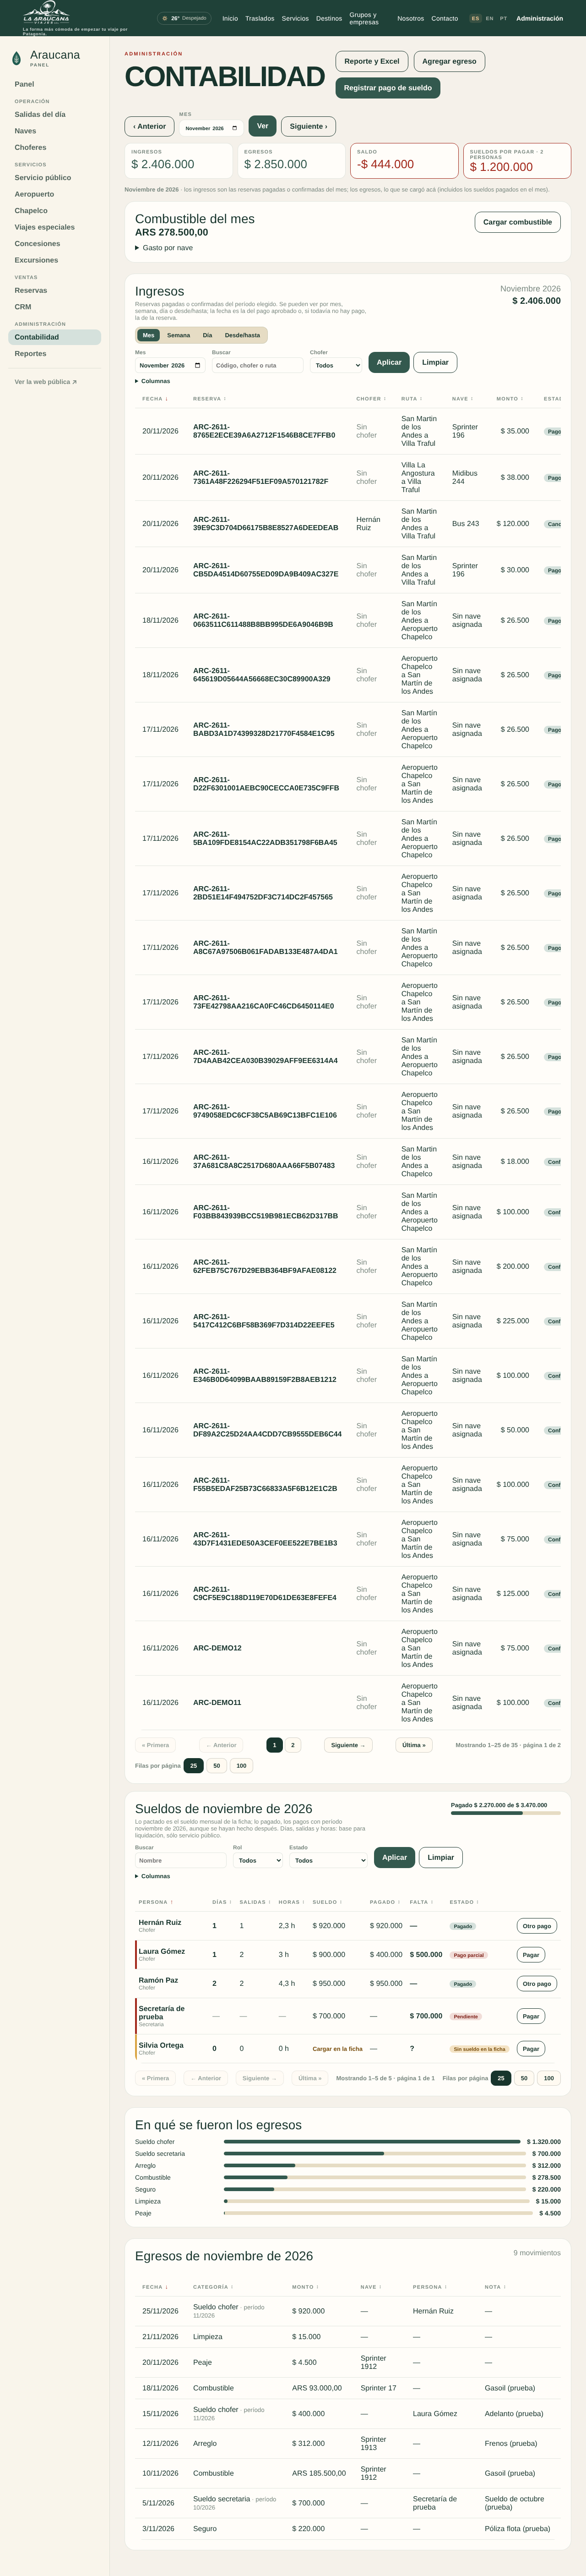 LA ARAUCANA
La forma más cómoda de empezar tu viaje por Patagonia.
26° Despejado
Inicio
Traslados
Servicios
Destinos
Grupos y empresas
Nosotros
Contacto
ES EN PT
Administración
Araucana
PANEL
Panel
OPERACIÓN
Salidas del día
Naves
Choferes
SERVICIOS
Servicio público
Aeropuerto
Chapelco
Viajes especiales
Concesiones
Excursiones
VENTAS
Reservas
CRM
ADMINISTRACIÓN
Contabilidad
Reportes
Ver la web pública ↗
ADMINISTRACIÓN
CONTABILIDAD
Reporte y Excel
Agregar egreso
Registrar pago de sueldo
‹ Anterior
MES
November 2026
Ver
Siguiente ›
INGRESOS
$ 2.406.000
EGRESOS
$ 2.850.000
SALDO
-$ 444.000
SUELDOS POR PAGAR · 2 PERSONAS
$ 1.200.000
Noviembre de 2026 · los ingresos son las reservas pagadas o confirmadas del mes; los egresos, lo que se cargó acá (incluidos los sueldos pagados en el mes).
Combustible del mes
ARS 278.500,00
▶ Gasto por nave
Cargar combustible
Ingresos
Reservas pagadas o confirmadas del período elegido. Se pueden ver por mes,
semana, día o desde/hasta; la fecha es la del pago aprobado o, si todavía no hay pago,
la de la reserva.
Noviembre 2026
$ 2.406.000
Mes Semana Día Desde/hasta
Mes
November 2026
Buscar
Código, chofer o ruta
Chofer
Todos
Aplicar
Limpiar
▶ Columnas
FECHA ↓ RESERVA ↕ CHOFER ↕ RUTA ↕ NAVE ↕ MONTO ↕ ESTAD
20/11/2026 ARC-2611-8765E2ECE39A6A2712F1546B8CE7FFB0 Sin chofer San Martin de los Andes a Villa Traful Sprinter 196 $ 35.000 Pago
20/11/2026 ARC-2611-7361A48F226294F51EF09A570121782F Sin chofer Villa La Angostura a Villa Traful Midibus 244 $ 38.000 Pago
20/11/2026 ARC-2611-39E9C3D704D66175B8E8527A6DEEDEAB Hernán Ruiz San Martin de los Andes a Villa Traful Bus 243 $ 120.000 Canc
20/11/2026 ARC-2611-CB5DA4514D60755ED09DA9B409AC327E Sin chofer San Martin de los Andes a Villa Traful Sprinter 196 $ 30.000 Pago
18/11/2026 ARC-2611-0663511C611488B8BB995DE6A9046B9B Sin chofer San Martín de los Andes a Aeropuerto Chapelco Sin nave asignada $ 26.500 Pago
18/11/2026 ARC-2611-645619D05644A56668EC30C89900A329 Sin chofer Aeropuerto Chapelco a San Martín de los Andes Sin nave asignada $ 26.500 Pago
17/11/2026 ARC-2611-BABD3A1D74399328D21770F4584E1C95 Sin chofer San Martín de los Andes a Aeropuerto Chapelco Sin nave asignada $ 26.500 Pago
17/11/2026 ARC-2611-D22F6301001AEBC90CECCA0E735C9FFB Sin chofer Aeropuerto Chapelco a San Martín de los Andes Sin nave asignada $ 26.500 Pago
17/11/2026 ARC-2611-5BA109FDE8154AC22ADB351798F6BA45 Sin chofer San Martín de los Andes a Aeropuerto Chapelco Sin nave asignada $ 26.500 Pago
17/11/2026 ARC-2611-2BD51E14F494752DF3C714DC2F457565 Sin chofer Aeropuerto Chapelco a San Martín de los Andes Sin nave asignada $ 26.500 Pago
17/11/2026 ARC-2611-A8C67A97506B061FADAB133E487A4DA1 Sin chofer San Martín de los Andes a Aeropuerto Chapelco Sin nave asignada $ 26.500 Pago
17/11/2026 ARC-2611-73FE42798AA216CA0FC46CD6450114E0 Sin chofer Aeropuerto Chapelco a San Martín de los Andes Sin nave asignada $ 26.500 Pago
17/11/2026 ARC-2611-7D4AAB42CEA030B39029AFF9EE6314A4 Sin chofer San Martín de los Andes a Aeropuerto Chapelco Sin nave asignada $ 26.500 Pago
17/11/2026 ARC-2611-9749058EDC6CF38C5AB69C13BFC1E106 Sin chofer Aeropuerto Chapelco a San Martín de los Andes Sin nave asignada $ 26.500 Pago
16/11/2026 ARC-2611-37A681C8A8C2517D680AAA66F5B07483 Sin chofer San Martin de los Andes a Chapelco Sin nave asignada $ 18.000 Conf
16/11/2026 ARC-2611-F03BB843939BCC519B981ECB62D317BB Sin chofer San Martín de los Andes a Aeropuerto Chapelco Sin nave asignada $ 100.000 Conf
16/11/2026 ARC-2611-62FEB75C767D29EBB364BF9AFAE08122 Sin chofer San Martín de los Andes a Aeropuerto Chapelco Sin nave asignada $ 200.000 Conf
16/11/2026 ARC-2611-5417C412C6BF58B369F7D314D22EEFE5 Sin chofer San Martín de los Andes a Aeropuerto Chapelco Sin nave asignada $ 225.000 Conf
16/11/2026 ARC-2611-E346B0D64099BAAB89159F2B8AEB1212 Sin chofer San Martín de los Andes a Aeropuerto Chapelco Sin nave asignada $ 100.000 Conf
16/11/2026 ARC-2611-DF89A2C25D24AA4CDD7CB9555DEB6C44 Sin chofer Aeropuerto Chapelco a San Martín de los Andes Sin nave asignada $ 50.000 Conf
16/11/2026 ARC-2611-F55B5EDAF25B73C66833A5F6B12E1C2B Sin chofer Aeropuerto Chapelco a San Martín de los Andes Sin nave asignada $ 100.000 Conf
16/11/2026 ARC-2611-43D7F1431EDE50A3CEF0EE522E7BE1B3 Sin chofer Aeropuerto Chapelco a San Martín de los Andes Sin nave asignada $ 75.000 Conf
16/11/2026 ARC-2611-C9CF5E9C188D119E70D61DE63E8FEFE4 Sin chofer Aeropuerto Chapelco a San Martín de los Andes Sin nave asignada $ 125.000 Conf
16/11/2026 ARC-DEMO12 Sin chofer Aeropuerto Chapelco a San Martín de los Andes Sin nave asignada $ 75.000 Conf
16/11/2026 ARC-DEMO11 Sin chofer Aeropuerto Chapelco a San Martín de los Andes Sin nave asignada $ 100.000 Conf
« Primera ← Anterior 1 2 Siguiente → Última » Mostrando 1–25 de 35 · página 1 de 2
Filas por página 25 50 100
Sueldos de noviembre de 2026
Lo pactado es el sueldo mensual de la ficha; lo pagado, los pagos con período
noviembre de 2026, aunque se hayan hecho después. Días, salidas y horas: base para
liquidación, sólo servicio público.
Pagado $ 2.270.000 de $ 3.470.000
Buscar
Nombre
Rol
Todos
Estado
Todos
Aplicar
Limpiar
▶ Columnas
PERSONA ↕ DÍAS ↕ SALIDAS ↕ HORAS ↕ SUELDO ↕ PAGADO ↕ FALTA ↕ ESTADO ↕
Hernán Ruiz Chofer 1 1 2,3 h $ 920.000 $ 920.000 — Pagado Otro pago
Laura Gómez Chofer 1 2 3 h $ 900.000 $ 400.000 $ 500.000 Pago parcial Pagar
Ramón Paz Chofer 2 2 4,3 h $ 950.000 $ 950.000 — Pagado Otro pago
Secretaría de prueba Secretaria — — — $ 700.000 — $ 700.000 Pendiente Pagar
Silvia Ortega Chofer 0 0 0 h Cargar en la ficha — ? Sin sueldo en la ficha Pagar
« Primera ← Anterior Siguiente → Última » Mostrando 1–5 de 5 · página 1 de 1 Filas por página 25 50 100
En qué se fueron los egresos
Sueldo chofer $ 1.320.000
Sueldo secretaria $ 700.000
Arreglo $ 312.000
Combustible $ 278.500
Seguro $ 220.000
Limpieza $ 15.000
Peaje $ 4.500
Egresos de noviembre de 2026
9 movimientos
FECHA ↓ CATEGORÍA ↕ MONTO ↕ NAVE ↕ PERSONA ↕ NOTA ↕
25/11/2026 Sueldo chofer · período 11/2026 $ 920.000 — Hernán Ruiz —
21/11/2026 Limpieza $ 15.000 — — —
20/11/2026 Peaje $ 4.500 Sprinter 1912 — —
18/11/2026 Combustible ARS 93.000,00 Sprinter 17 — Gasoil (prueba)
15/11/2026 Sueldo chofer · período 11/2026 $ 400.000 — Laura Gómez Adelanto (prueba)
12/11/2026 Arreglo $ 312.000 Sprinter 1913 — Frenos (prueba)
10/11/2026 Combustible ARS 185.500,00 Sprinter 1912 — Gasoil (prueba)
5/11/2026 Sueldo secretaria · período 10/2026 $ 700.000 — Secretaría de prueba Sueldo de octubre (prueba)
3/11/2026 Seguro $ 220.000 — — Póliza flota (prueba)